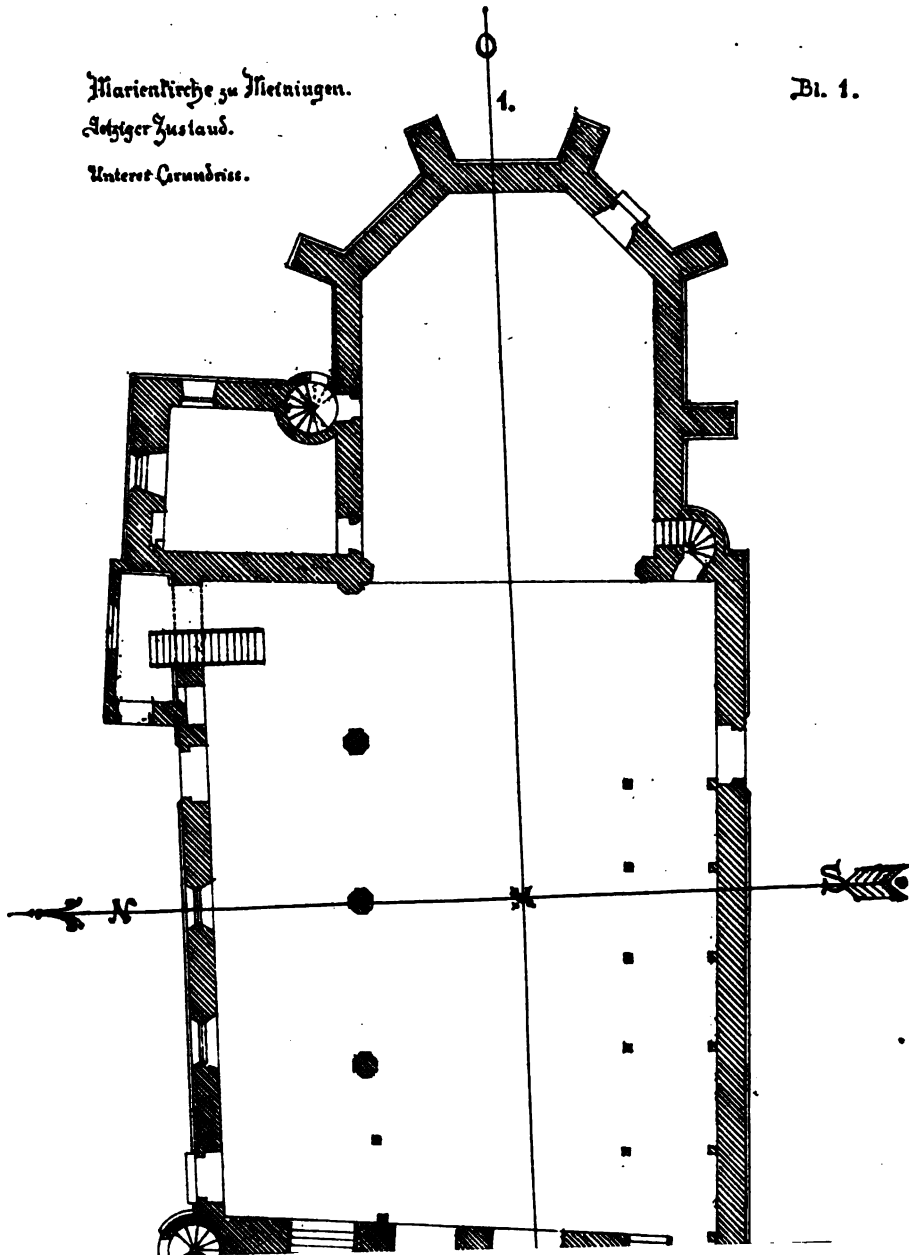 Marienkirche zu Meiningen.
Jetziger Zustand.
Unterer Grundriss.
Bl. 1.
O
1.
N
S